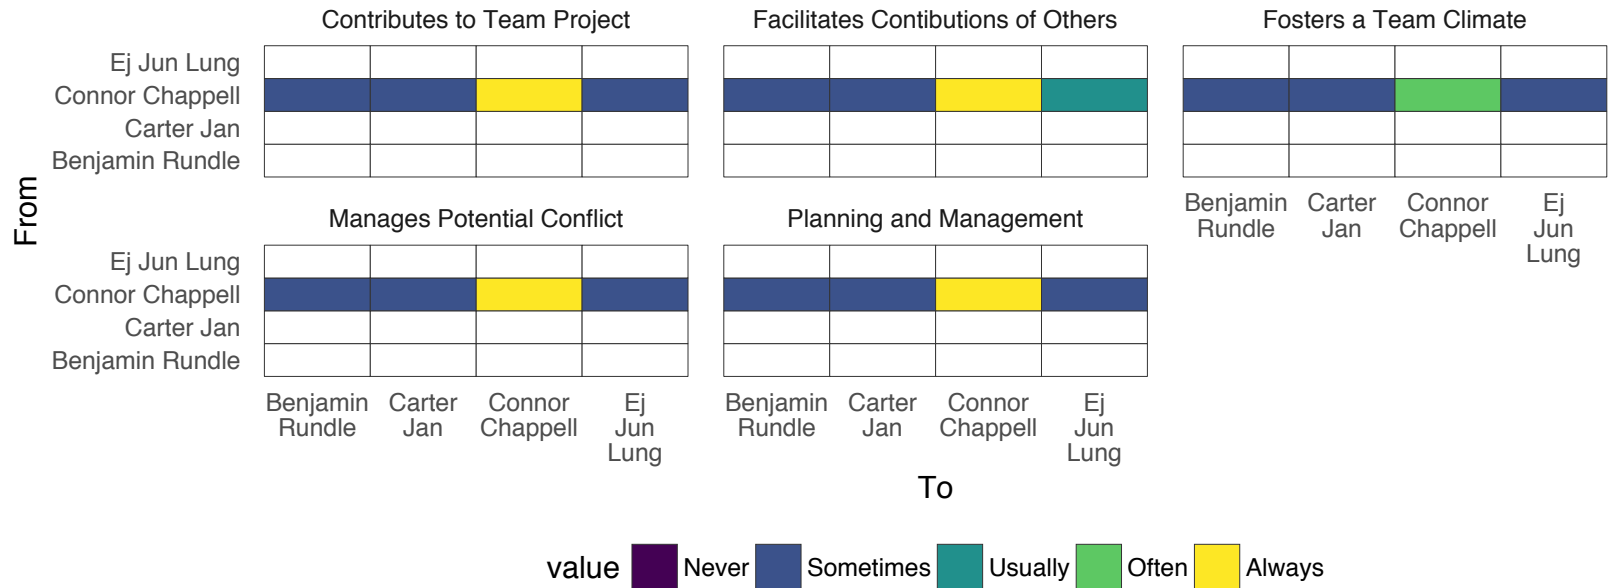 Contributes to Team Project
Facilitates Contibutions of Others
Fosters a Team Climate
Ej Jun Lung
Connor Chappell
Carter Jan
Benjamin Rundle
From
Benjamin Rundle
Carter Jan
Connor Chappell
Ej Jun Lung
Manages Potential Conflict
Planning and Management
Ej Jun Lung
Connor Chappell
Carter Jan
Benjamin Rundle
Benjamin Rundle
Carter Jan
Connor Chappell
Ej Jun Lung
Benjamin Rundle
Carter Jan
Connor Chappell
Ej Jun Lung
To
value Never Sometimes Usually Often Always